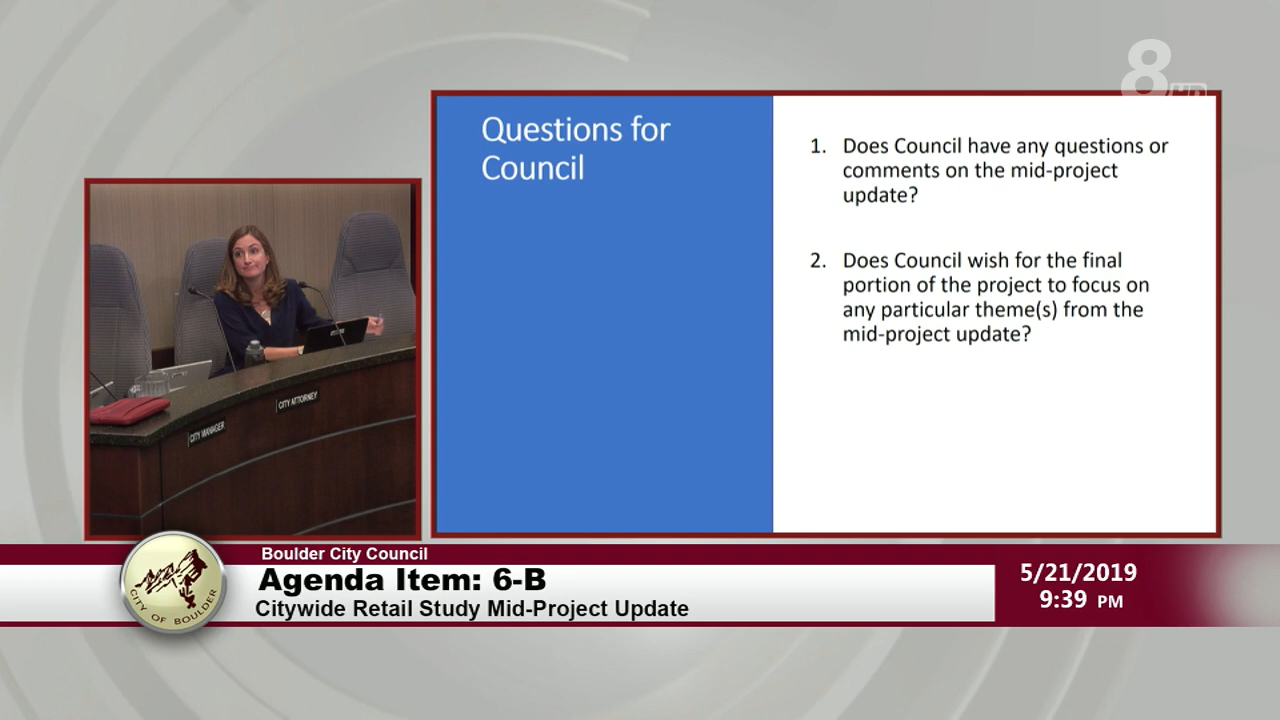 8
HD
Questions for
Council
1. Does Council have any questions or
comments on the mid-project
update?
2. Does Council wish for the final
portion of the project to focus on
any particular theme(s) from the
mid-project update?
CITY MANAGER
CITY ATTORNEY
Boulder City Council
Agenda Item: 6-B
Citywide Retail Study Mid-Project Update
5/21/2019
9:39 PM
CITY OF BOULDER